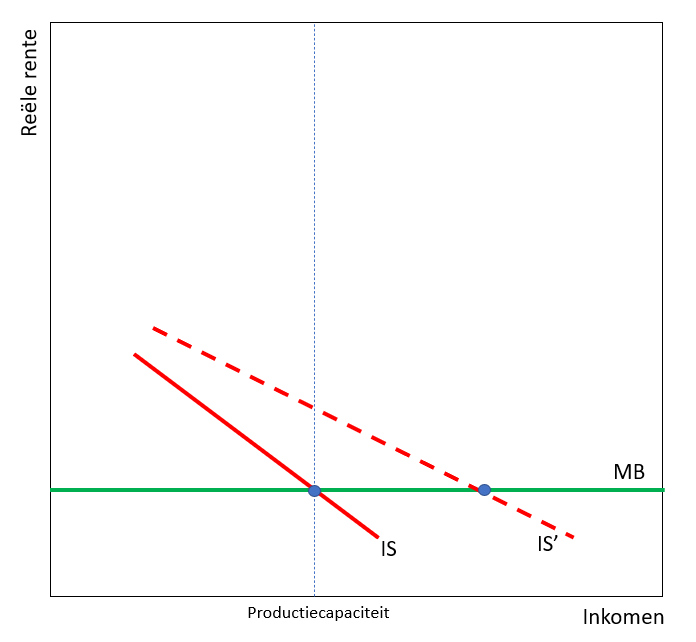 Reële rente
MB
IS
IS’
Productiecapaciteit
Inkomen